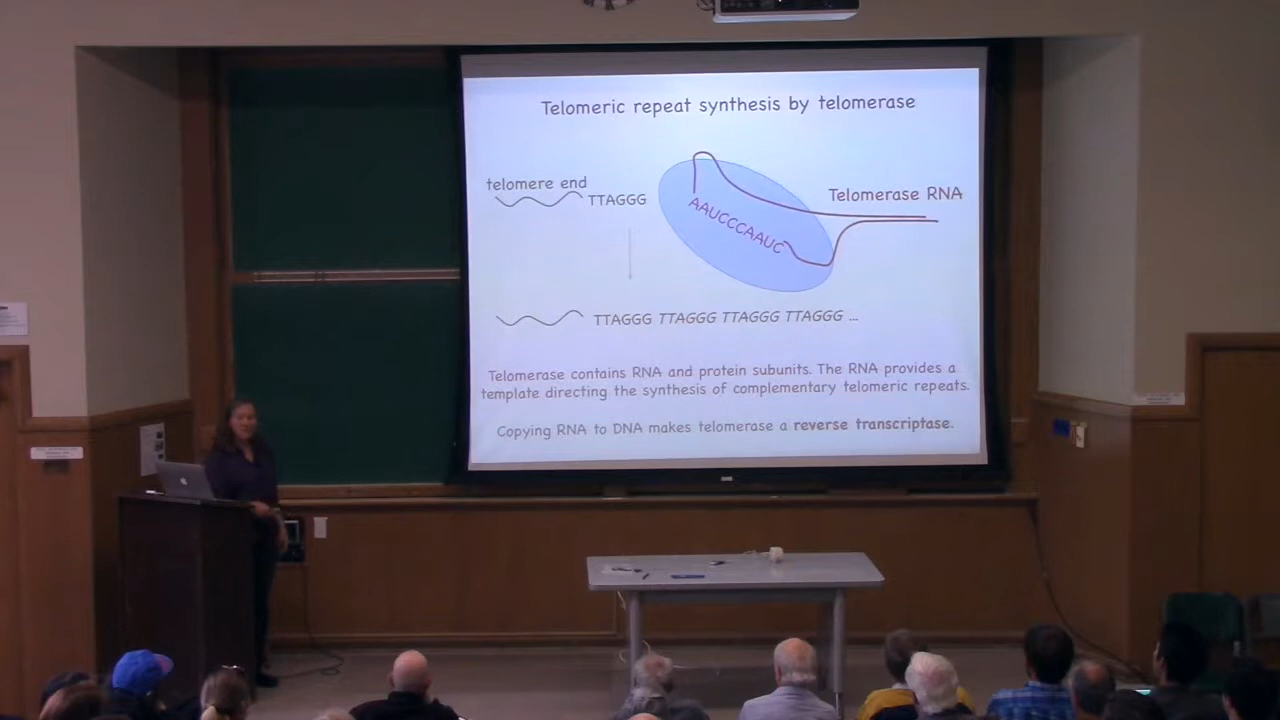 Telomeric repeat synthesis by telomerase
telomere end
TTAGGG
Telomerase RNA
AAUCCCAAUC
TTAGGG TTAGGG TTAGGG TTAGGG ...
Telomerase contains RNA and protein subunits. The RNA provides a
template directing the synthesis of complementary telomeric repeats.
Copying RNA to DNA makes telomerase a reverse transcriptase.